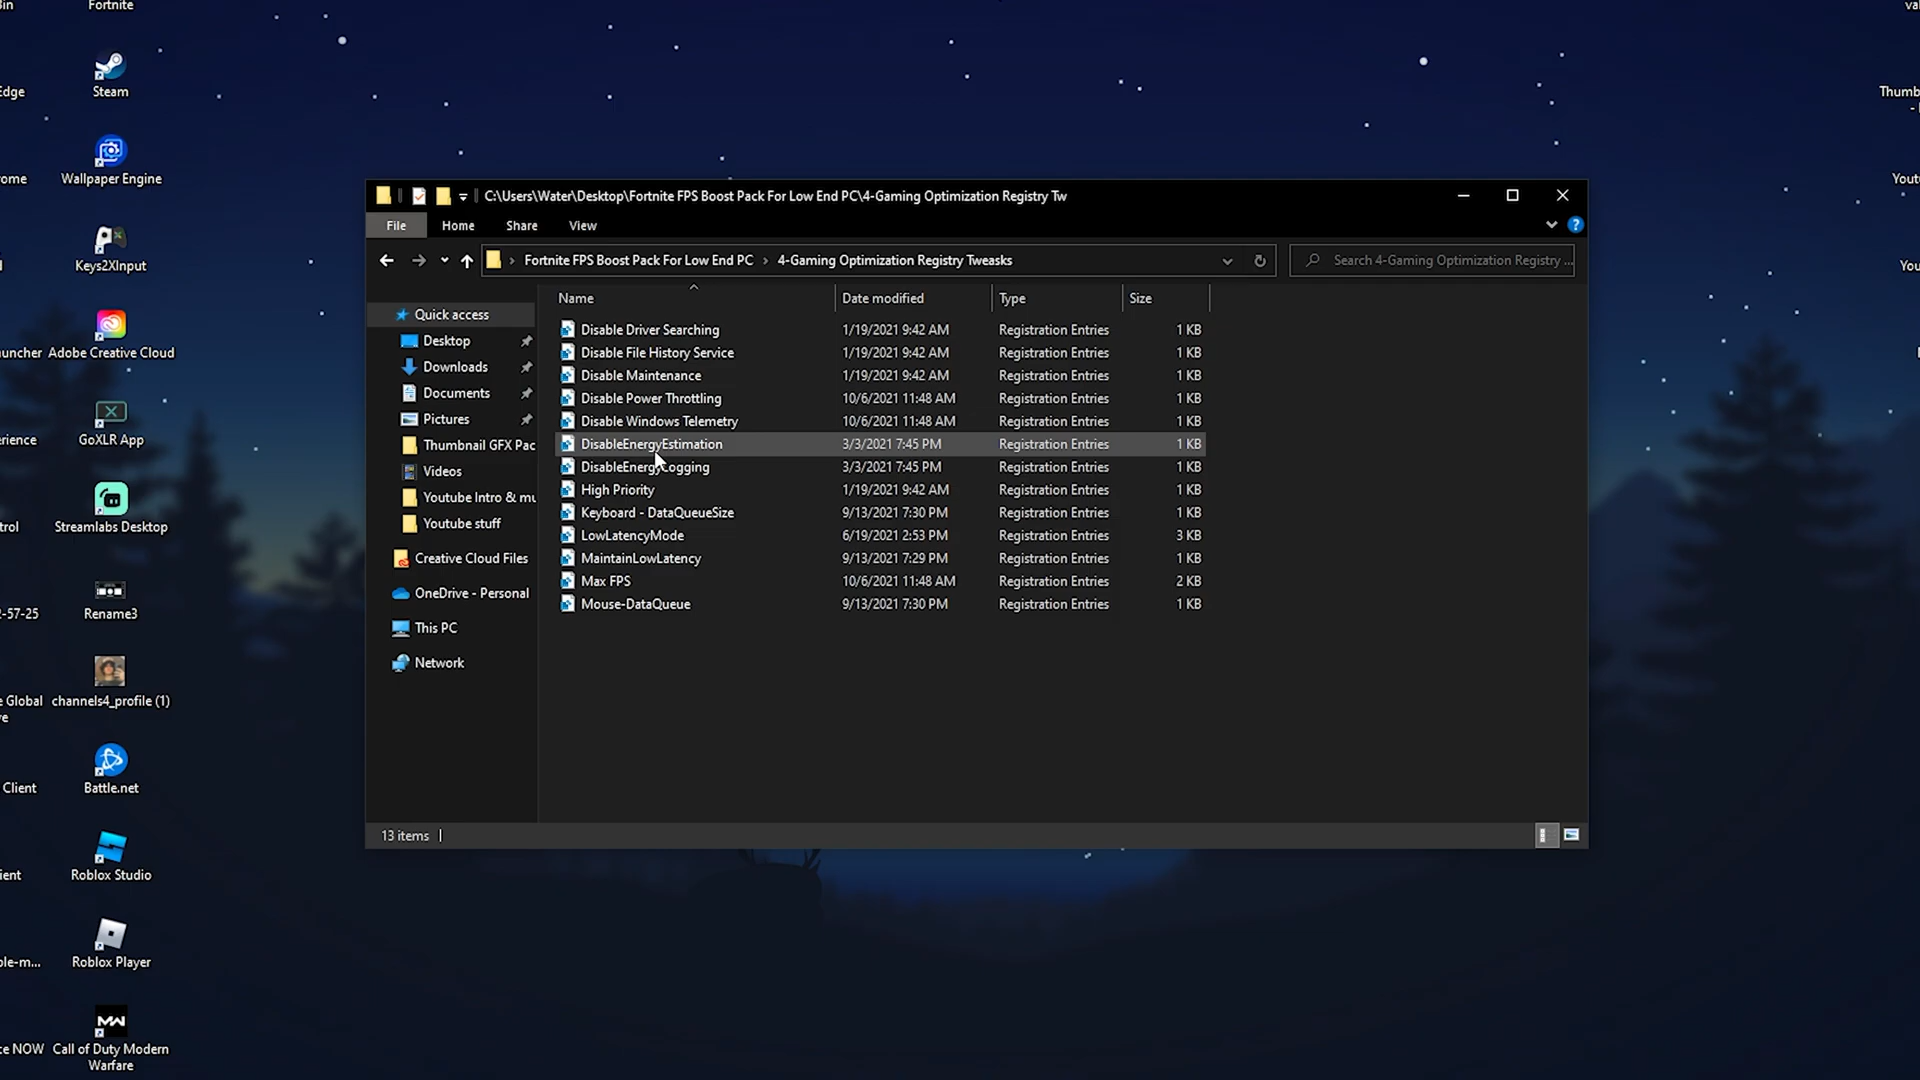 Bin
Fortnite
val
Steam
Edge
Thumb
-
Wallpaper Engine
rome
Yout
Keys2XInput
You
Adobe Creative Cloud
uncher
GoXLR App
erience
Streamlabs Desktop
trol
Rename3
2-57-25
channels4_profile (1)
e Global
ve
Battle.net
Client
Roblox Studio
ient
Roblox Player
ole-m...
Call of Duty Modern
Warfare
ce NOW
C:\Users\Water\Desktop\Fortnite FPS Boost Pack For Low End PC\4-Gaming Optimization Registry Tw
File Home Share View
Fortnite FPS Boost Pack For Low End PC > 4-Gaming Optimization Registry Tweasks
Search 4-Gaming Optimization Registry ...
Quick access
Desktop
Downloads
Documents
Pictures
Thumbnail GFX Pac
Videos
Youtube Intro & mu
Youtube stuff
Creative Cloud Files
OneDrive - Personal
This PC
Network
Name Date modified Type Size
Disable Driver Searching 1/19/2021 9:42 AM Registration Entries 1 KB
Disable File History Service 1/19/2021 9:42 AM Registration Entries 1 KB
Disable Maintenance 1/19/2021 9:42 AM Registration Entries 1 KB
Disable Power Throttling 10/6/2021 11:48 AM Registration Entries 1 KB
Disable Windows Telemetry 10/6/2021 11:48 AM Registration Entries 1 KB
DisableEnergyEstimation 3/3/2021 7:45 PM Registration Entries 1 KB
DisableEnergyLogging 3/3/2021 7:45 PM Registration Entries 1 KB
High Priority 1/19/2021 9:42 AM Registration Entries 1 KB
Keyboard - DataQueueSize 9/13/2021 7:30 PM Registration Entries 1 KB
LowLatencyMode 6/19/2021 2:53 PM Registration Entries 3 KB
MaintainLowLatency 9/13/2021 7:29 PM Registration Entries 1 KB
Max FPS 10/6/2021 11:48 AM Registration Entries 2 KB
Mouse-DataQueue 9/13/2021 7:30 PM Registration Entries 1 KB
13 items